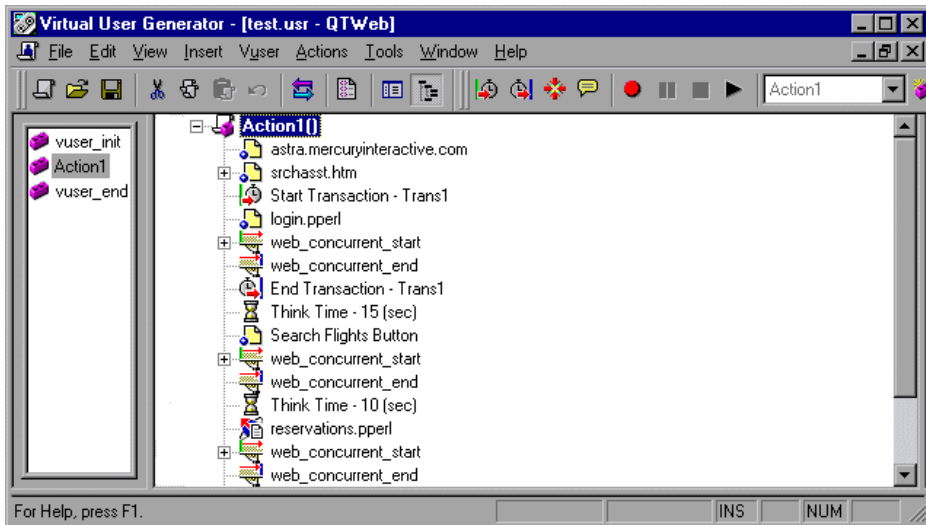 Virtual User Generator - [test.usr - QTWeb]
File Edit View Insert Vuser Actions Tools Window Help
Action1
vuser_init
Action1
vuser_end
Action1()
astra.mercuryinteractive.com
srchasst.htm
Start Transaction - Trans1
login.pperl
web_concurrent_start
web_concurrent_end
End Transaction - Trans1
Think Time - 15 (sec)
Search Flights Button
web_concurrent_start
web_concurrent_end
Think Time - 10 (sec)
reservations.pperl
web_concurrent_start
web_concurrent_end
For Help, press F1.
INS
NUM